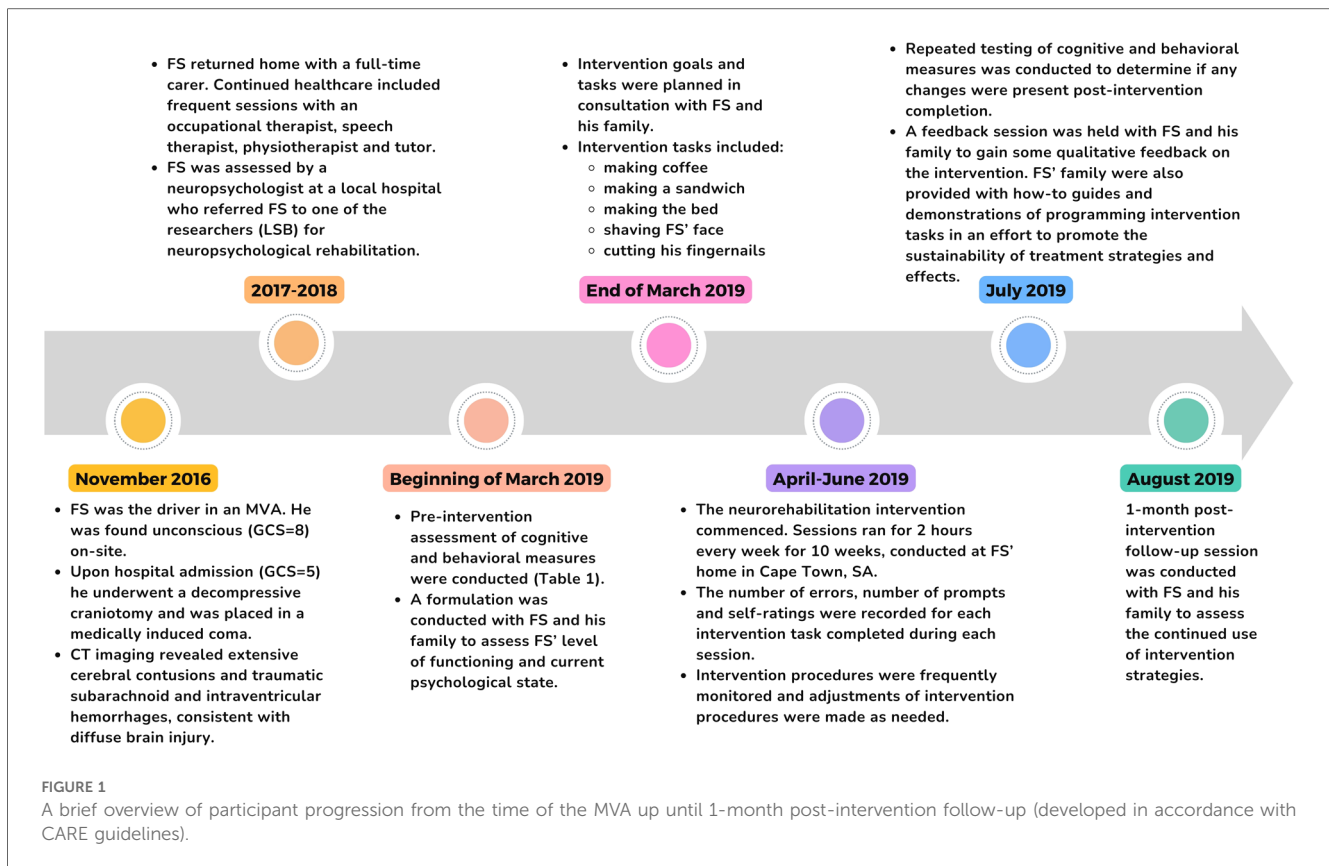 • FS returned home with a full-time
carer. Continued healthcare included
frequent sessions with an
occupational therapist, speech
therapist, physiotherapist and tutor.
• FS was assessed by a
neuropsychologist at a local hospital
who referred FS to one of the
researchers (LSB) for
neuropsychological rehabilitation.
2017-2018
• Intervention goals and
tasks were planned in
consultation with FS and
his family.
• Intervention tasks included:
◦ making coffee
◦ making a sandwich
◦ making the bed
◦ shaving FS' face
◦ cutting his fingernails
End of March 2019
• Repeated testing of cognitive and behavioral
measures was conducted to determine if any
changes were present post-intervention
completion.
• A feedback session was held with FS and his
family to gain some qualitative feedback on
the intervention. FS' family were also
provided with how-to guides and
demonstrations of programming intervention
tasks in an effort to promote the
sustainability of treatment strategies and
effects.
July 2019
November 2016
• FS was the driver in an MVA. He
was found unconscious (GCS=8)
on-site.
• Upon hospital admission (GCS=5)
he underwent a decompressive
craniotomy and was placed in a
medically induced coma.
• CT imaging revealed extensive
cerebral contusions and traumatic
subarachnoid and intraventricular
hemorrhages, consistent with
diffuse brain injury.
Beginning of March 2019
• Pre-intervention
assessment of cognitive
and behavioral measures
were conducted (Table 1).
• A formulation was
conducted with FS and his
family to assess FS' level
of functioning and current
psychological state.
April-June 2019
• The neurorehabilitation intervention
commenced. Sessions ran for 2 hours
every week for 10 weeks, conducted at FS'
home in Cape Town, SA.
• The number of errors, number of prompts
and self-ratings were recorded for each
intervention task completed during each
session.
• Intervention procedures were frequently
monitored and adjustments of intervention
procedures were made as needed.
August 2019
1-month post-
intervention
follow-up session
was conducted
with FS and his
family to assess
the continued use
of intervention
strategies.
FIGURE 1
A brief overview of participant progression from the time of the MVA up until 1-month post-intervention follow-up (developed in accordance with
CARE guidelines).